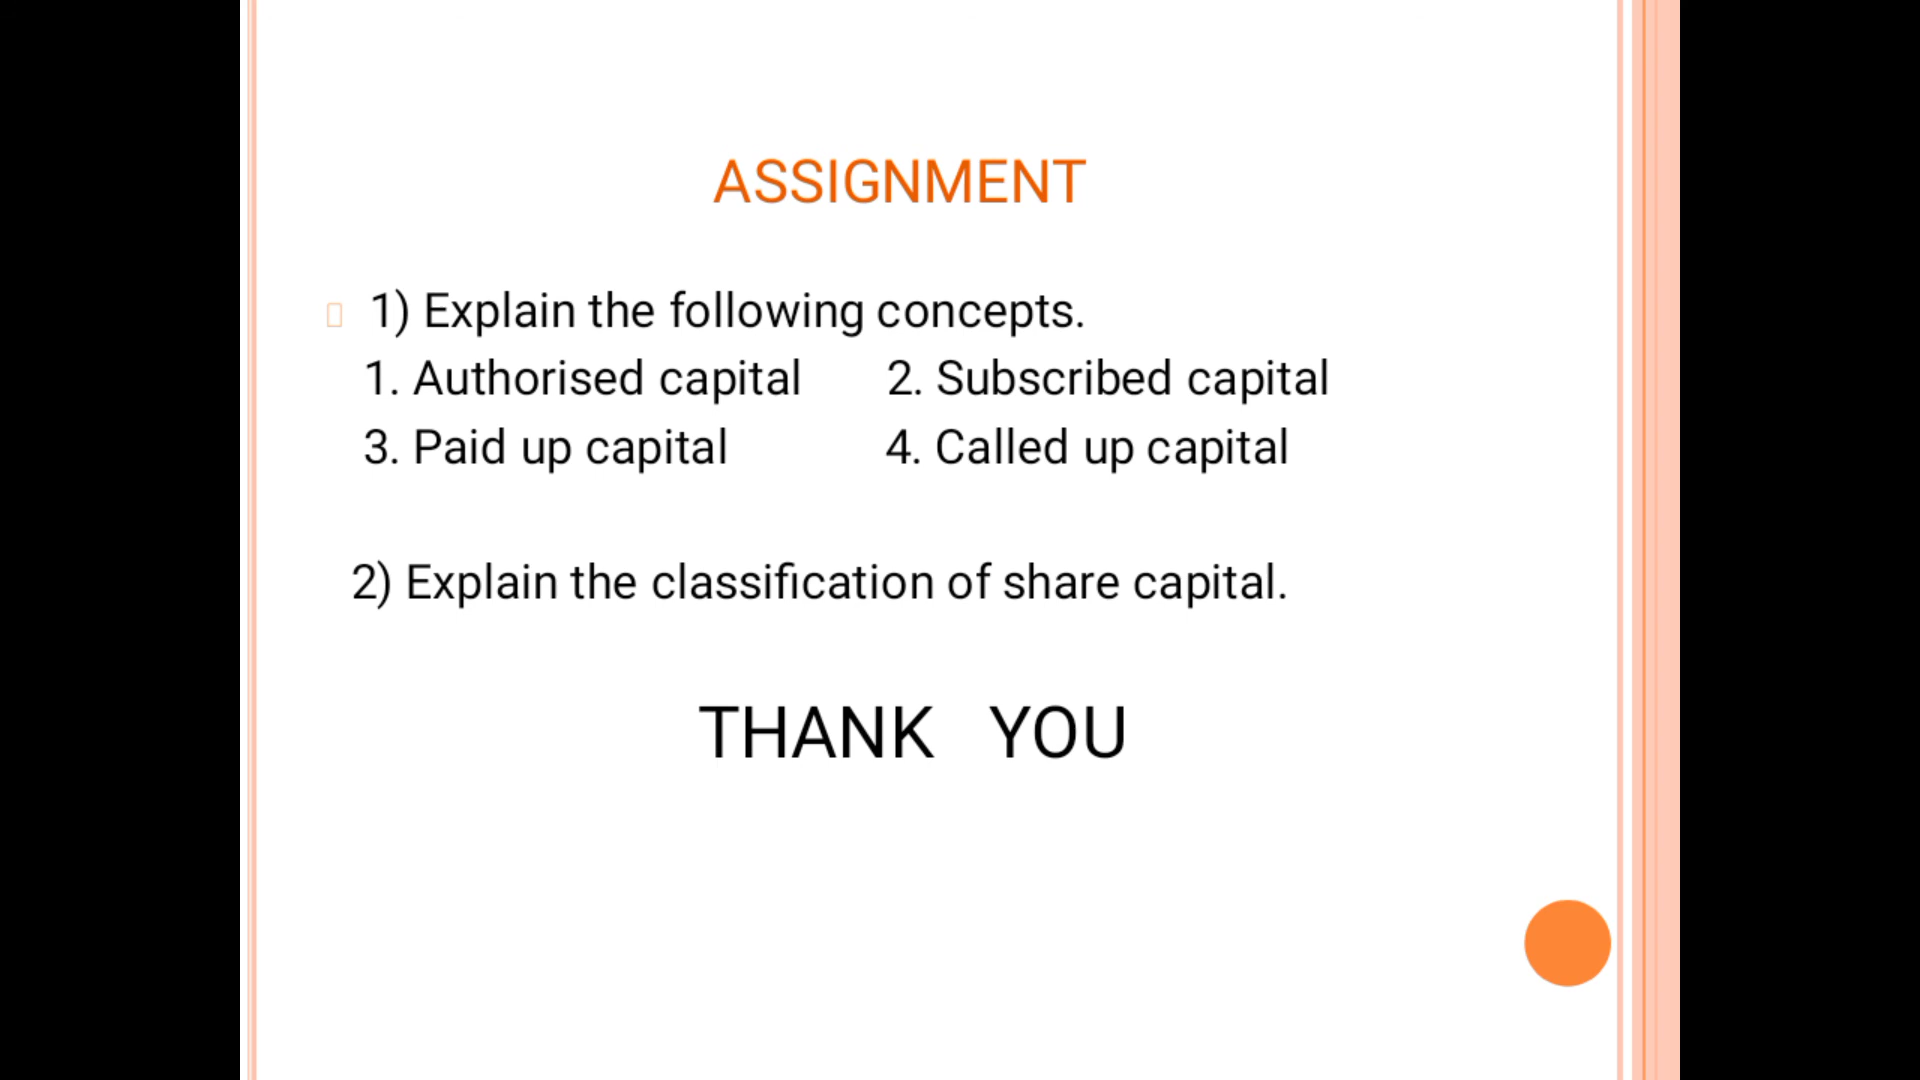 ASSIGNMENT
1) Explain the following concepts.
1. Authorised capital 2. Subscribed capital
3. Paid up capital 4. Called up capital
2) Explain the classification of share capital.
THANK YOU